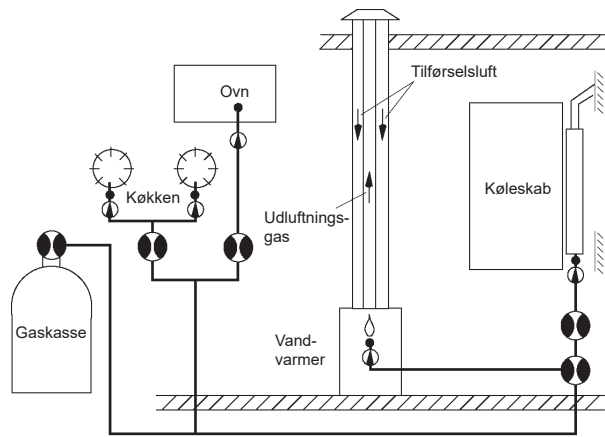 Ovn
Tilførselsluft
Køkken
Køleskab
Udluftnings-
gas
Gaskasse
Vand-
varmer